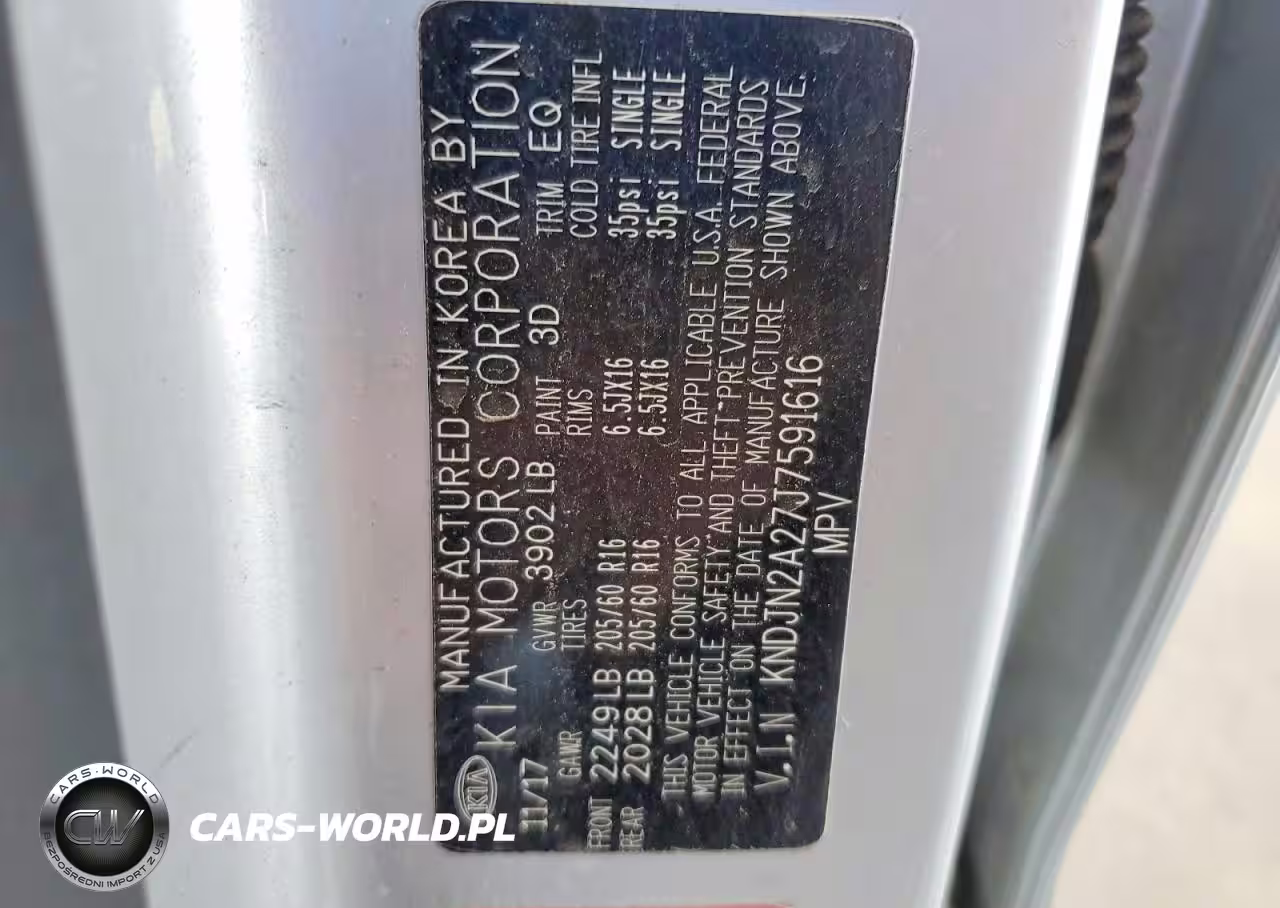 MANUFACTURED IN KOREA BY
KIA KIA MOTORS CORPORATION
11/17 GVWR 3902LB PAINT 3D TRIM EQ
GAWR TIRES RIMS COLD TIRE INFL
FRONT 2249LB 205/60 R16 6.5JX16 35psi SINGLE
REAR 2028LB 205/60 R16 6.5JX16 35psi SINGLE
THIS VEHICLE CONFORMS TO ALL APPLICABLE U.S.A. FEDERAL
MOTOR VEHICLE SAFETY AND THEFT PREVENTION STANDARDS
IN EFFECT ON THE DATE OF MANUFACTURE SHOWN ABOVE.
V.I.N KNDJN2A27J7591616
MPV
CARS-WORLD
CW
BEZPOŚREDNI IMPORT Z USA
CARS-WORLD.PL